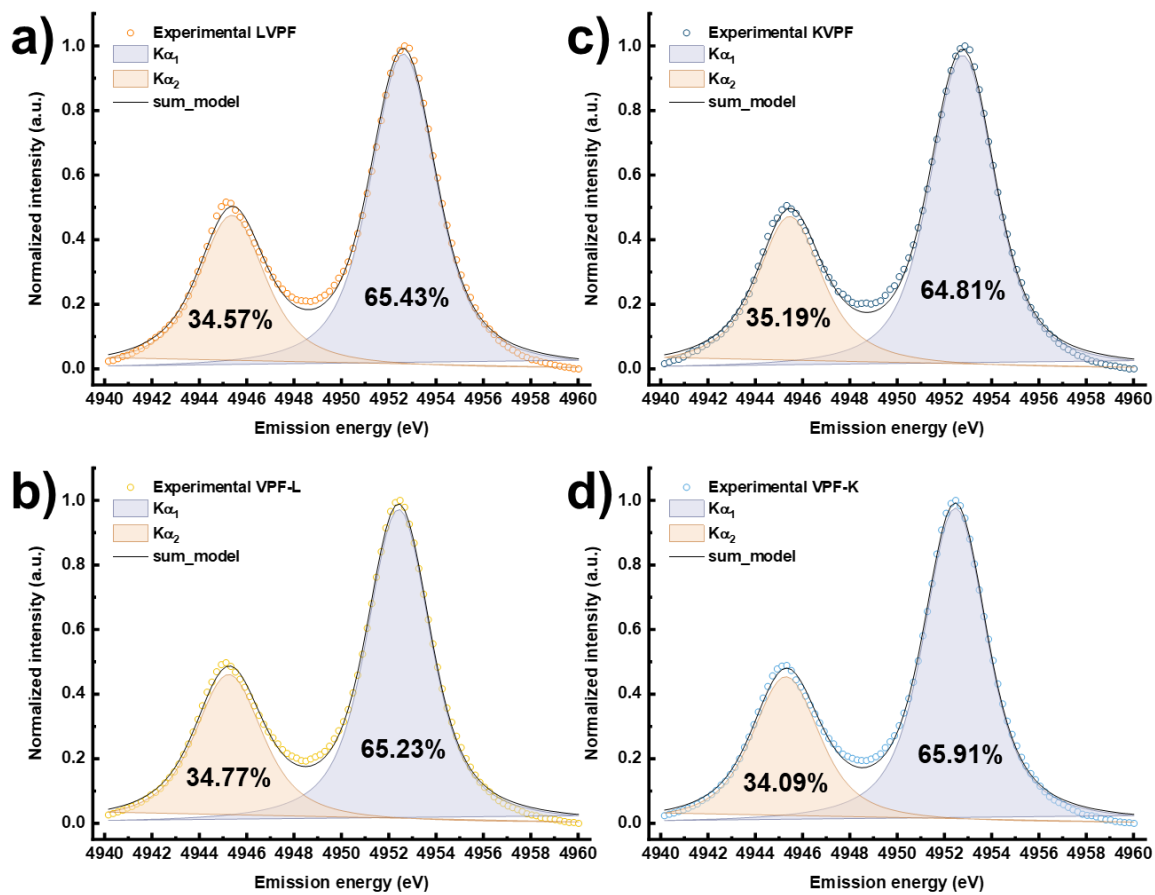 a)
Experimental LVPF
Kα₁
Kα₂
sum_model
1.0
0.8
0.6
0.4
0.2
0.0
Normalized intensity (a.u.)
34.57%
65.43%
4940 4942 4944 4946 4948 4950 4952 4954 4956 4958 4960
Emission energy (eV)
c)
Experimental KVPF
Kα₁
Kα₂
sum_model
1.0
0.8
0.6
0.4
0.2
0.0
Normalized intensity (a.u.)
35.19%
64.81%
4940 4942 4944 4946 4948 4950 4952 4954 4956 4958 4960
Emission energy (eV)
b)
Experimental VPF-L
Kα₁
Kα₂
sum_model
1.0
0.8
0.6
0.4
0.2
0.0
Normalized intensity (a.u.)
34.77%
65.23%
4940 4942 4944 4946 4948 4950 4952 4954 4956 4958 4960
Emission energy (eV)
d)
Experimental VPF-K
Kα₁
Kα₂
sum_model
1.0
0.8
0.6
0.4
0.2
0.0
Normalized intensity (a.u.)
34.09%
65.91%
4940 4942 4944 4946 4948 4950 4952 4954 4956 4958 4960
Emission energy (eV)